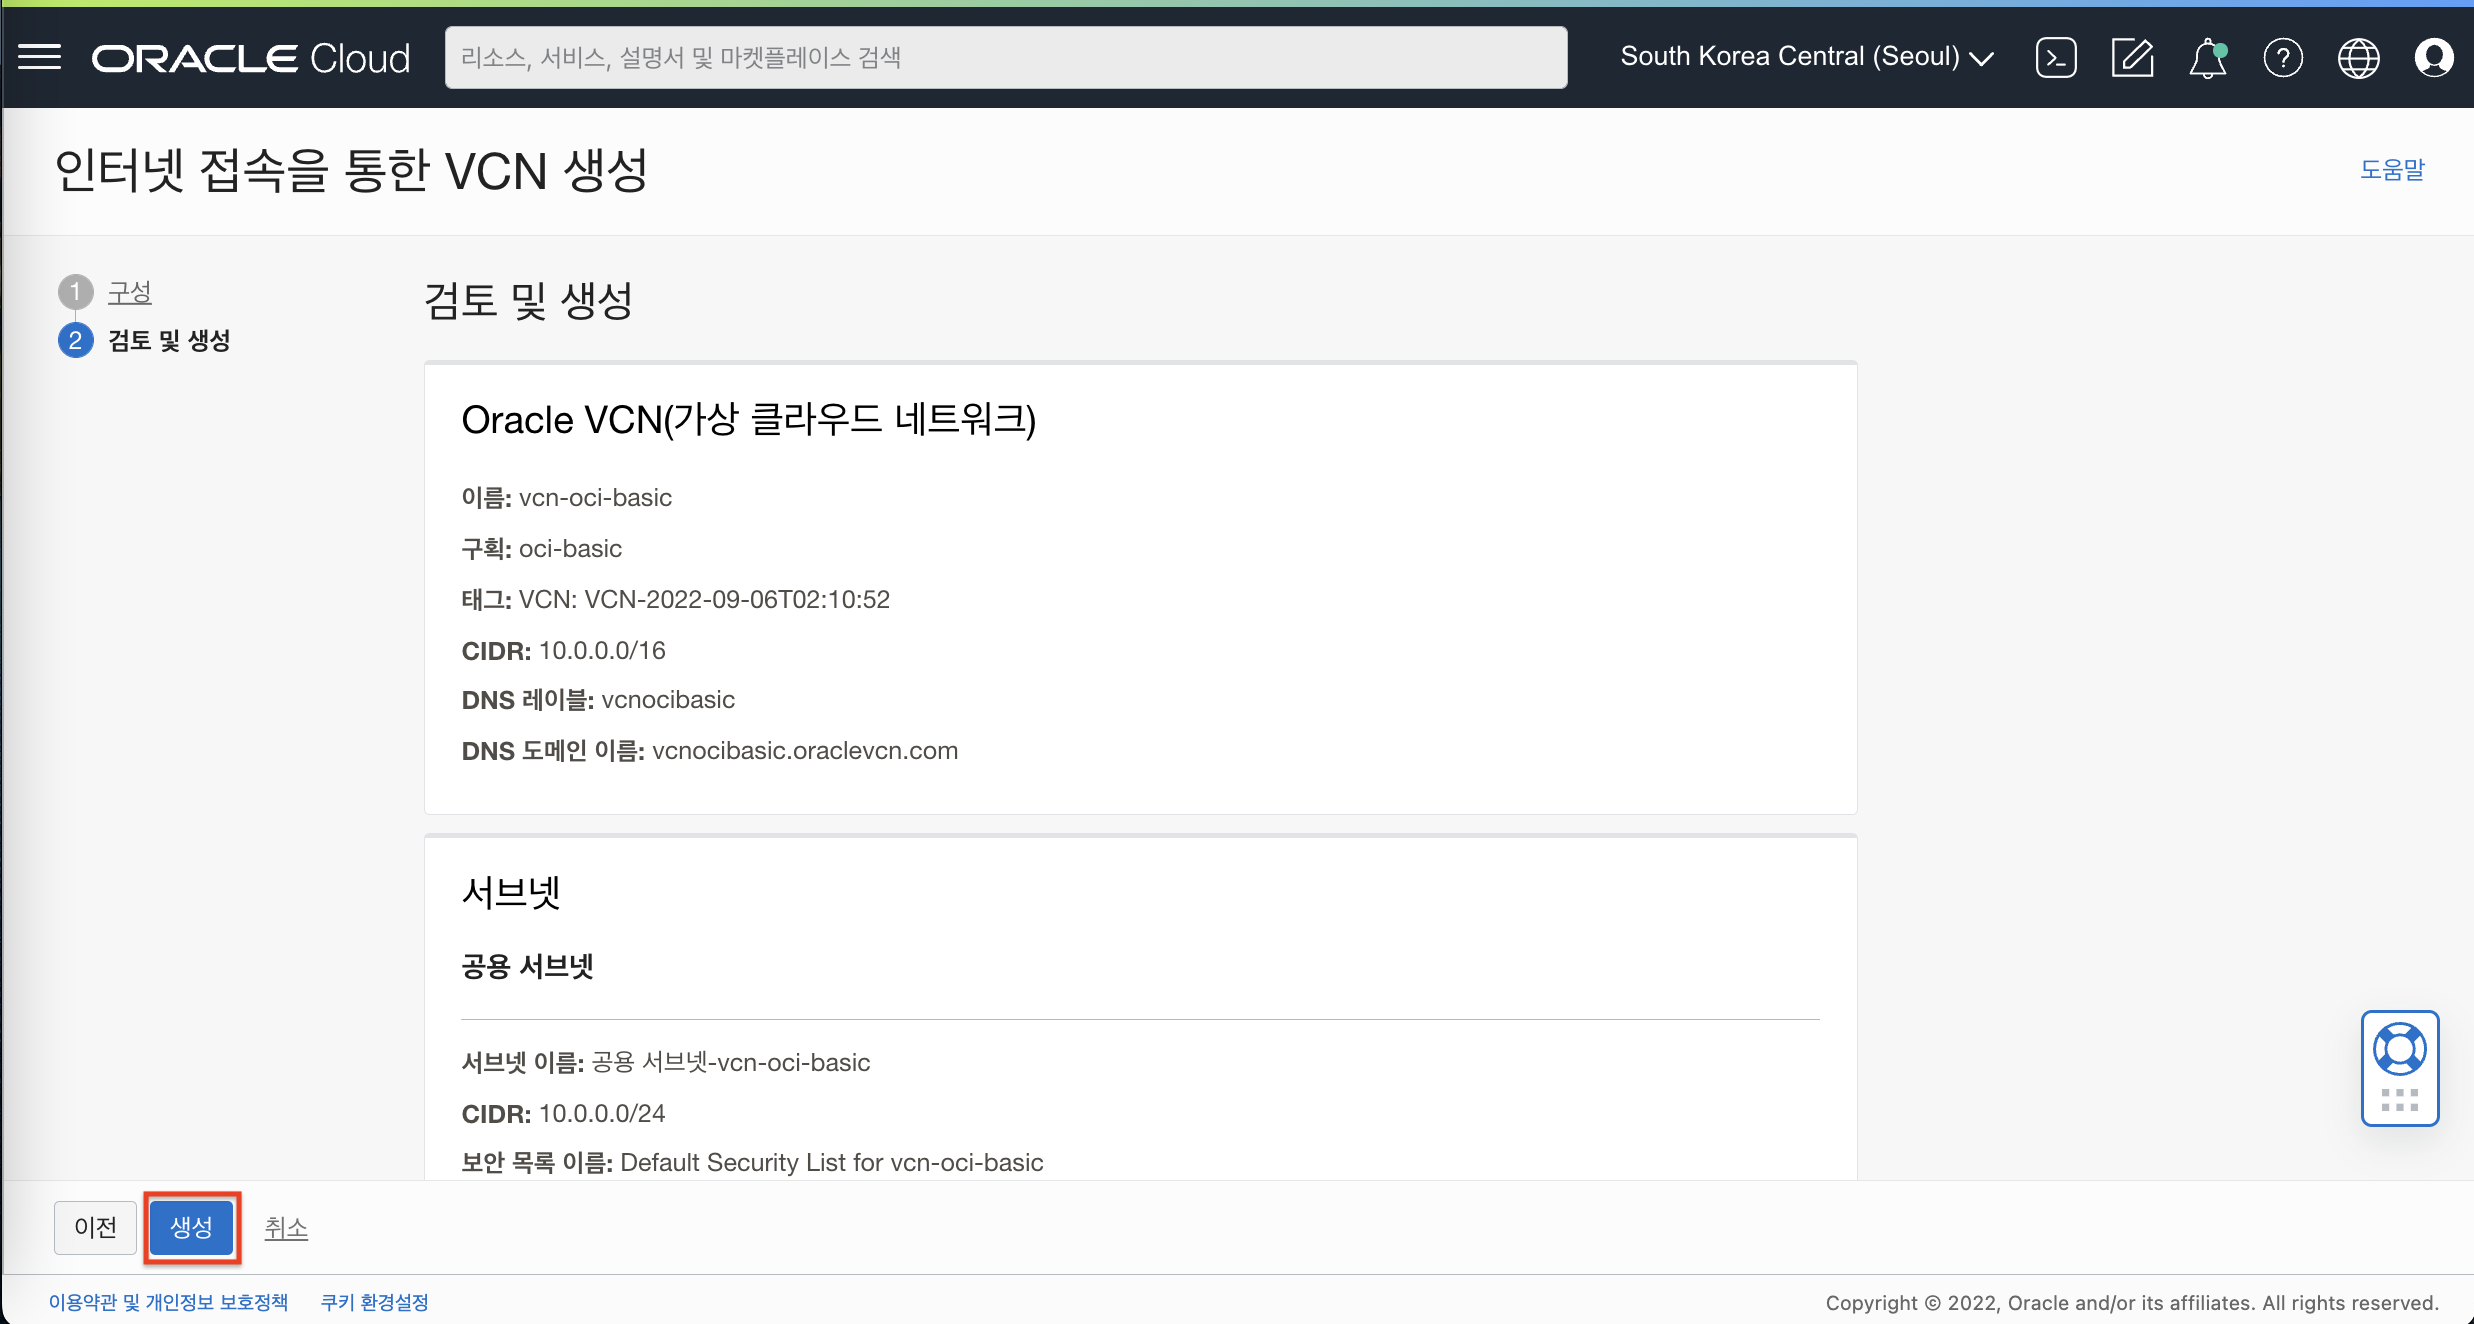 ORACLE Cloud
리소스, 서비스, 설명서 및 마켓플레이스 검색
South Korea Central (Seoul)
인터넷 접속을 통한 VCN 생성
도움말
1 구성
2 검토 및 생성
검토 및 생성
Oracle VCN(가상 클라우드 네트워크)
이름: vcn-oci-basic
구획: oci-basic
태그: VCN: VCN-2022-09-06T02:10:52
CIDR: 10.0.0.0/16
DNS 레이블: vcnocibasic
DNS 도메인 이름: vcnocibasic.oraclevcn.com
서브넷
공용 서브넷
서브넷 이름: 공용 서브넷-vcn-oci-basic
CIDR: 10.0.0.0/24
보안 목록 이름: Default Security List for vcn-oci-basic
이전
생성
취소
이용약관 및 개인정보 보호정책
쿠키 환경설정
Copyright © 2022, Oracle and/or its affiliates. All rights reserved.